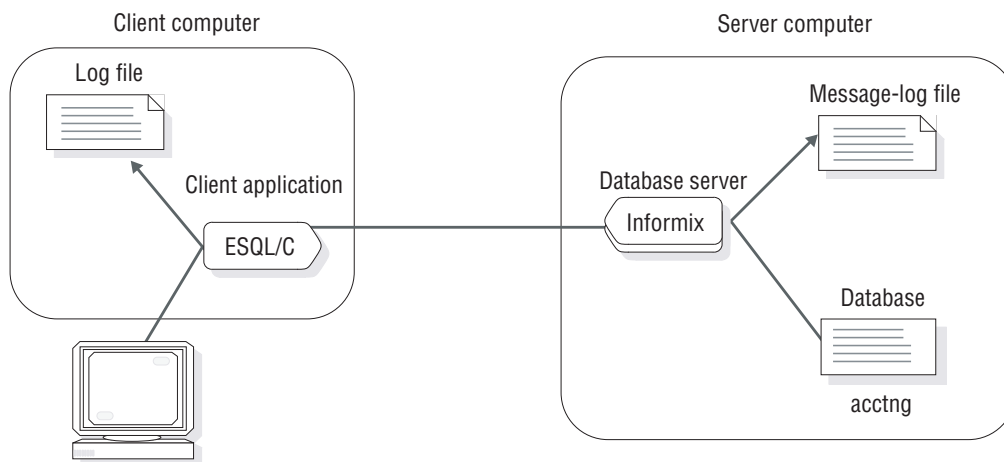 Client computer
Server computer
Log file
Message-log file
Client application
Database server
ESQL/C
Informix
Database
acctng